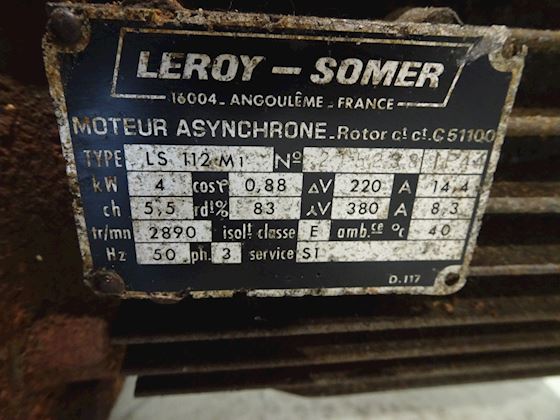 LEROY - SOMER
16004 - ANGOULÊME - FRANCE
MOTEUR ASYNCHRONE - Rotor ct ct. C 51100
TYPE LS 112 M1 Nº
kW 4 cosφ 0,88 ΔV 220 A 14,4
ch 5,5 rdt% 83 ⅄V 380 A 8,3
tr/mn 2890 isolt classe E amb.ce ºc 40
Hz 50 ph. 3 service S1
D.117